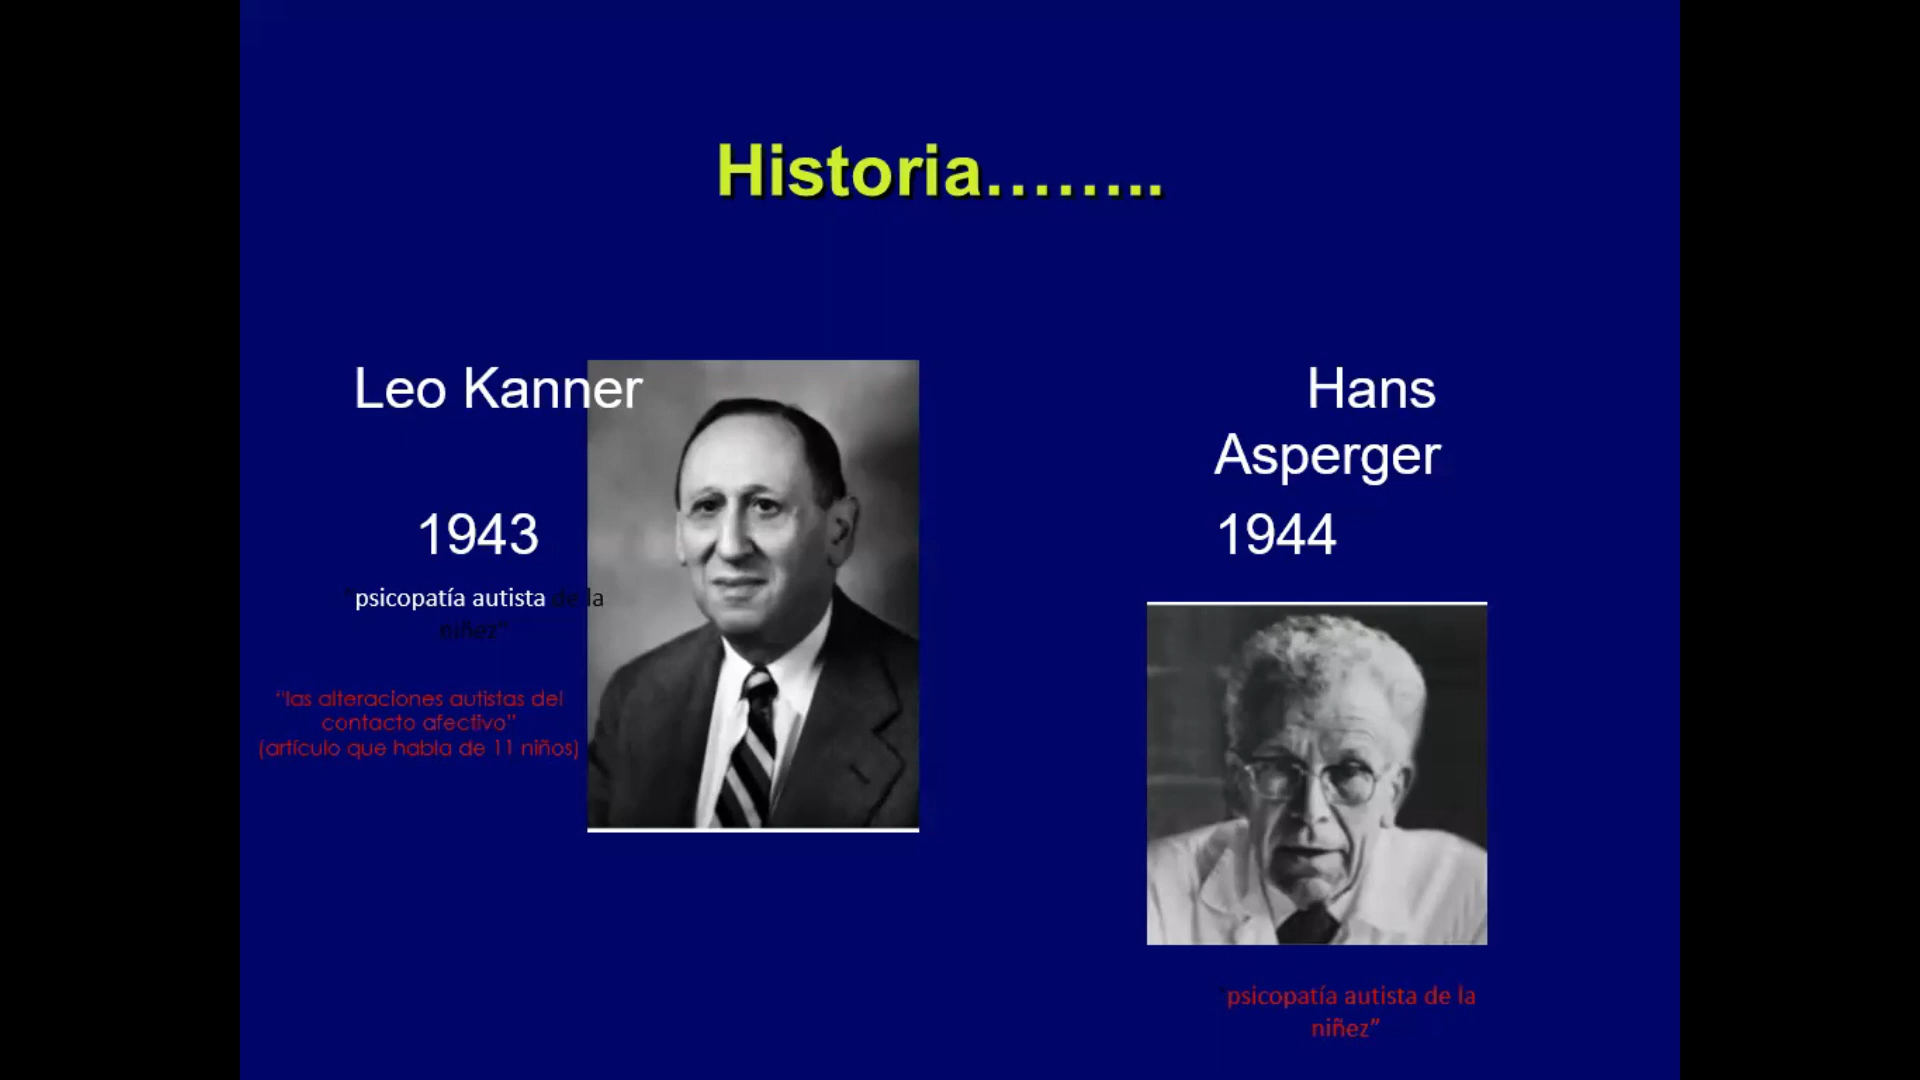 Historia……..
Leo Kanner
1943
"psicopatía autista de la
niñez"
"las alteraciones autistas del
contacto afectivo"
(artículo que habla de 11 niños)
Hans
Asperger
1944
psicopatía autista de la
niñez”